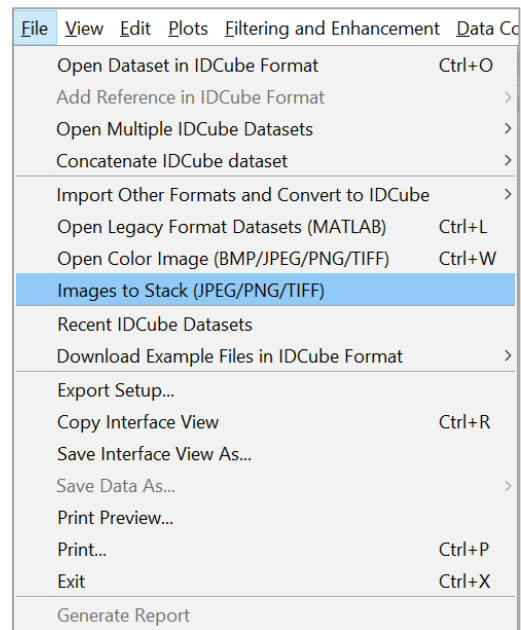 File View Edit Plots Filtering and Enhancement Data Co
Open Dataset in IDCube Format Ctrl+O
Add Reference in IDCube Format >
Open Multiple IDCube Datasets >
Concatenate IDCube dataset >
Import Other Formats and Convert to IDCube >
Open Legacy Format Datasets (MATLAB) Ctrl+L
Open Color Image (BMP/JPEG/PNG/TIFF) Ctrl+W
Images to Stack (JPEG/PNG/TIFF)
Recent IDCube Datasets
Download Example Files in IDCube Format >
Export Setup...
Copy Interface View Ctrl+R
Save Interface View As...
Save Data As... >
Print Preview...
Print... Ctrl+P
Exit Ctrl+X
Generate Report